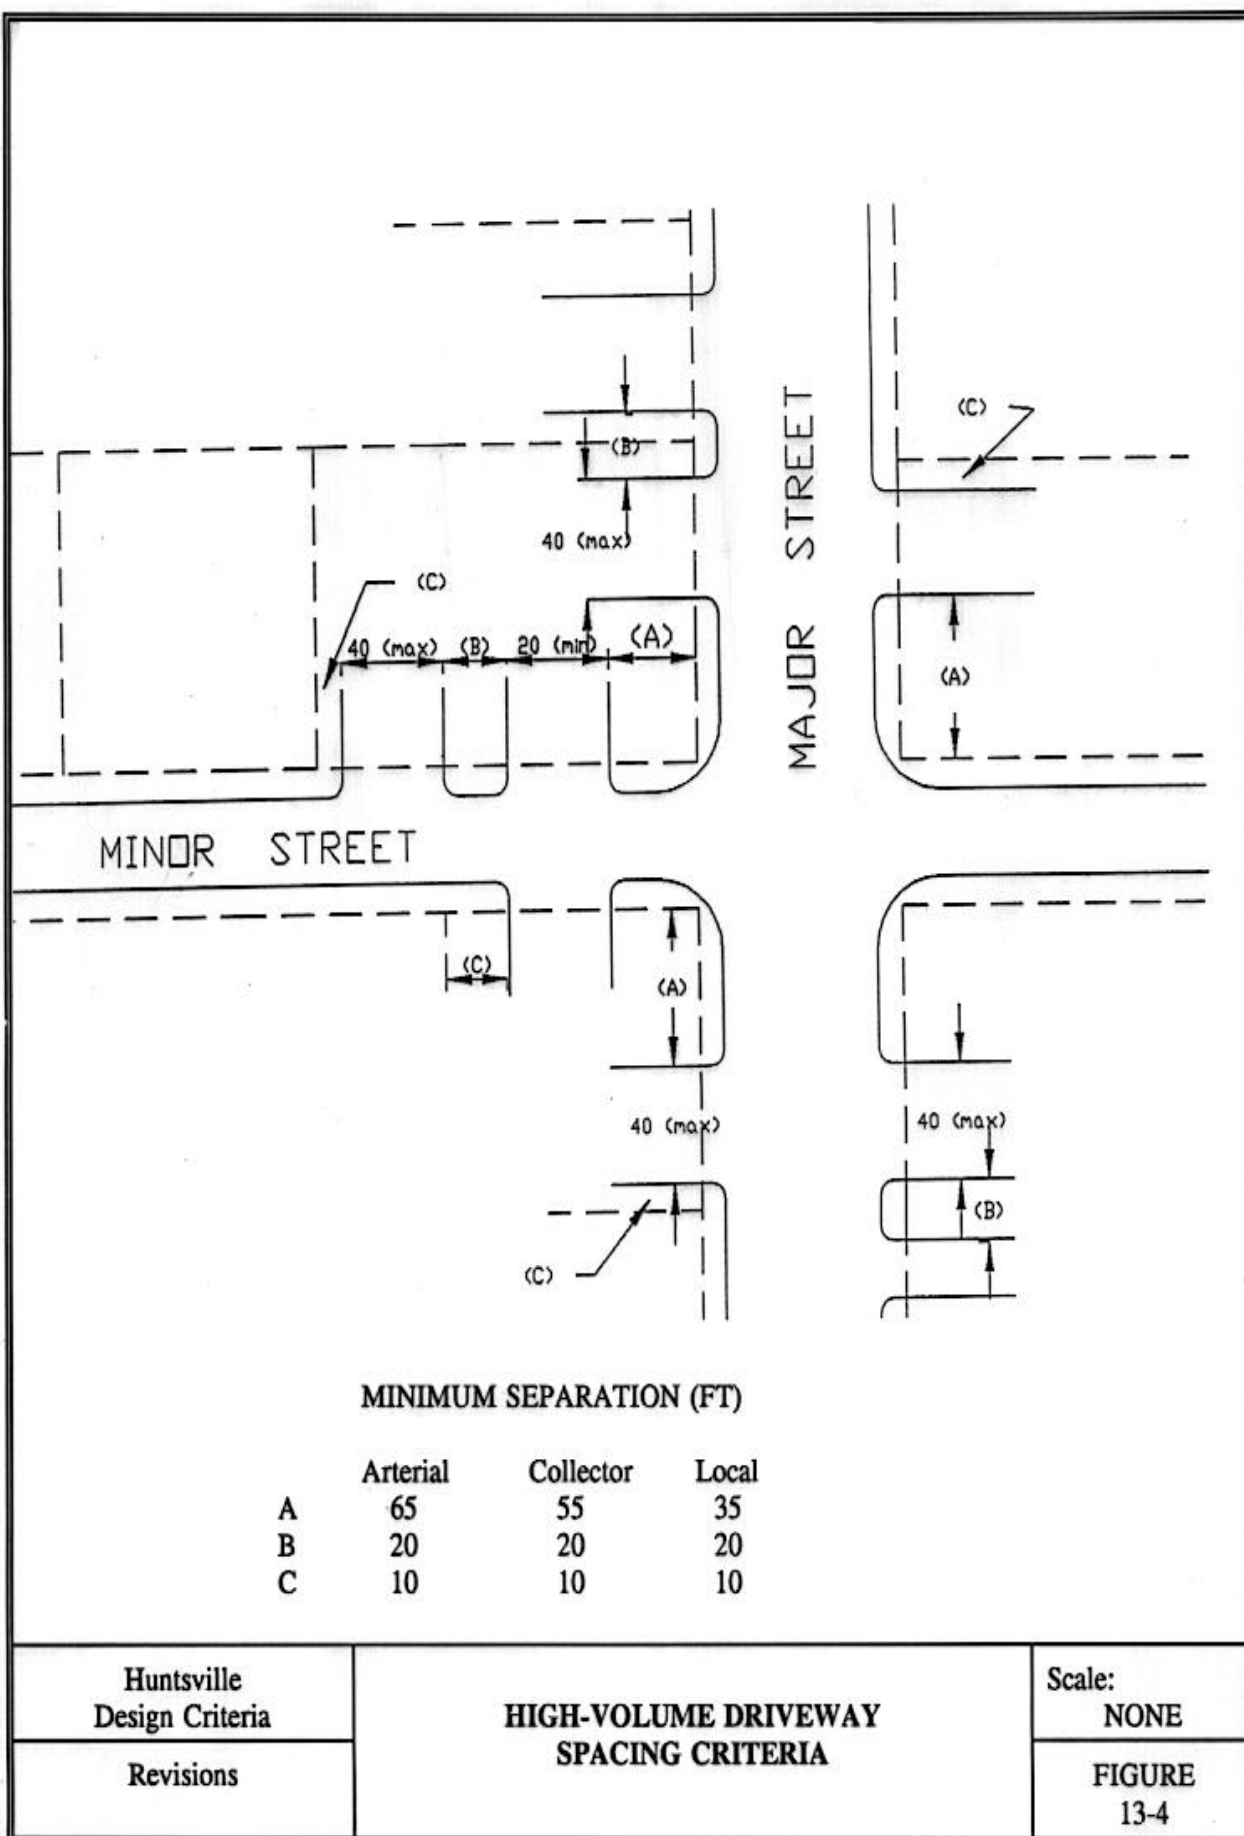 (C)
(B)
40 (max)
MAJOR STREET
(C)
40 (max) (B) 20 (min) (A)
(A)
MINOR STREET
(C)
(A)
40 (max)
40 (max)
(B)
(C)
MINIMUM SEPARATION (FT)
Arterial Collector Local
A 65 55 35
B 20 20 20
C 10 10 10
Huntsville
Design Criteria
Revisions
HIGH-VOLUME DRIVEWAY
SPACING CRITERIA
Scale:
NONE
FIGURE
13-4